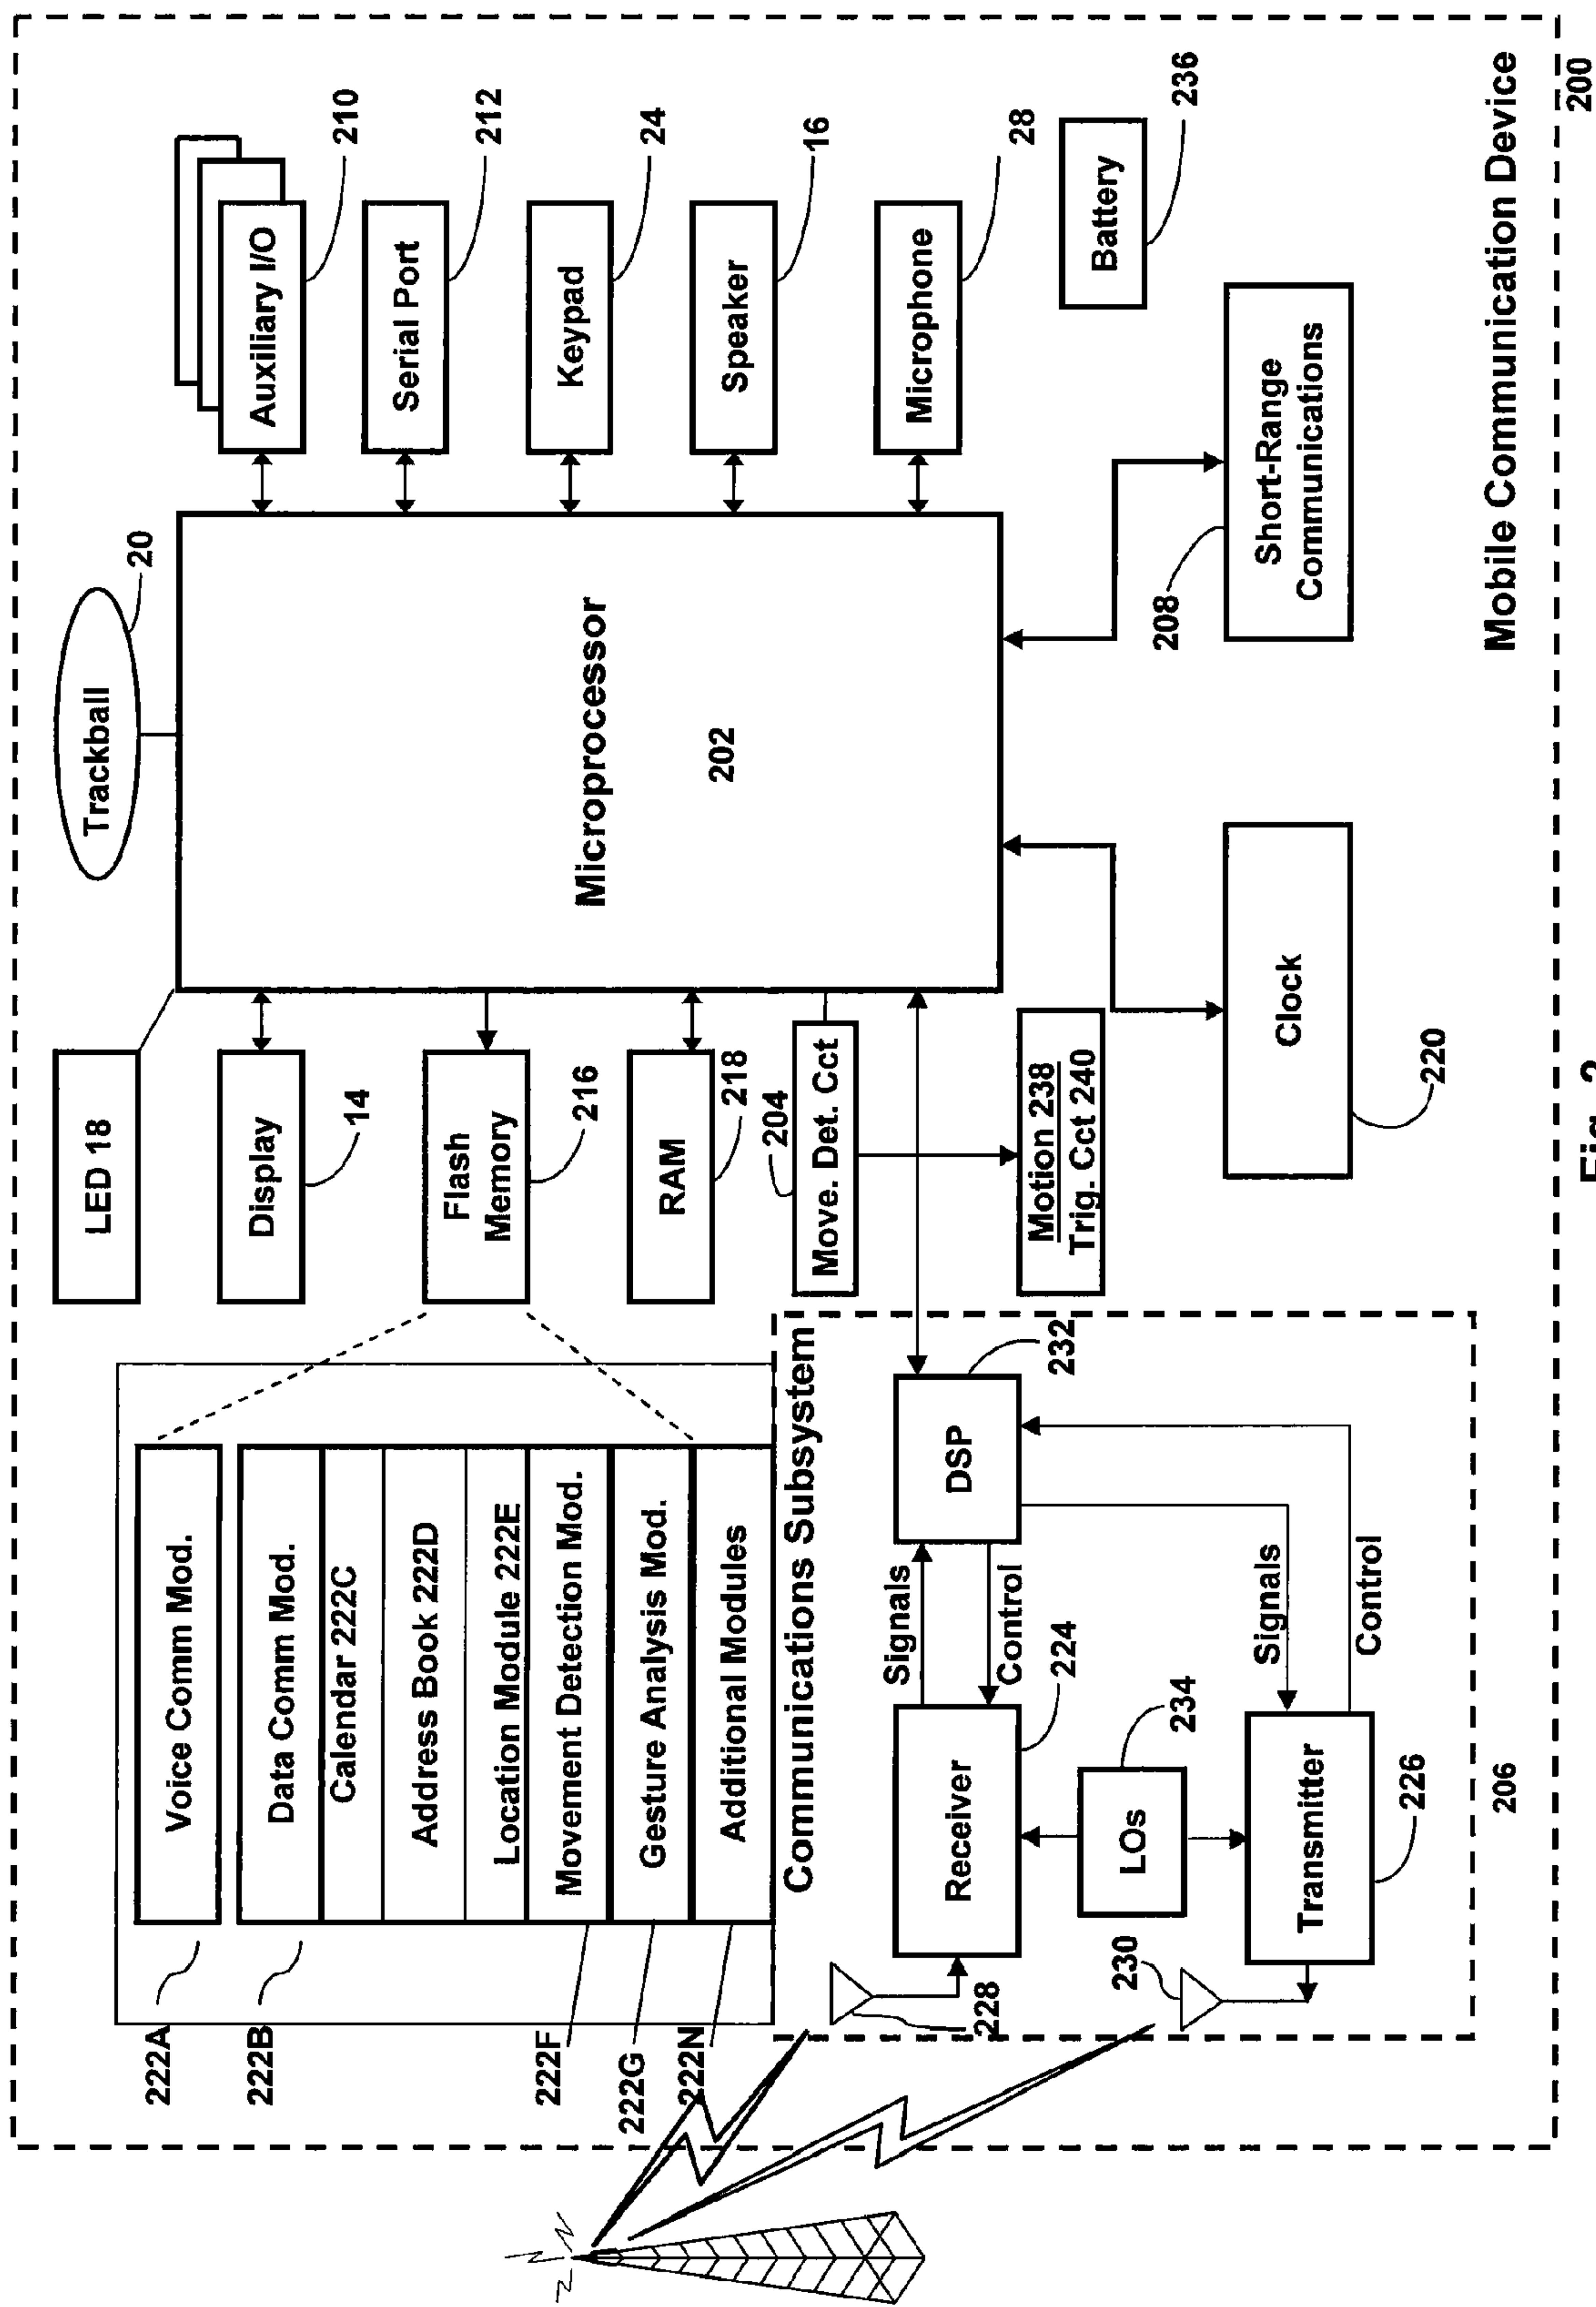 222A
222B
222F
222G
222N
Voice Comm Mod.
Data Comm Mod.
Calendar 222C
Address Book 222D
Location Module 222E
Movement Detection Mod.
Gesture Analysis Mod.
Additional Modules
LED 18
Display
14
Flash
Memory
216
RAM
218
204
Move. Det. Cct
Motion 238
Trig. Cct 240
Trackball
20
Microprocessor
202
Auxiliary I/O
210
Serial Port
212
Keypad
24
Speaker
16
Microphone
28
Battery
236
Short-Range
Communications
208
Clock
220
Communications Subsystem
DSP
232
Signals
Control
Receiver
224
228
LOs
234
Signals
Control
Transmitter
226
230
206
Mobile Communication Device
200